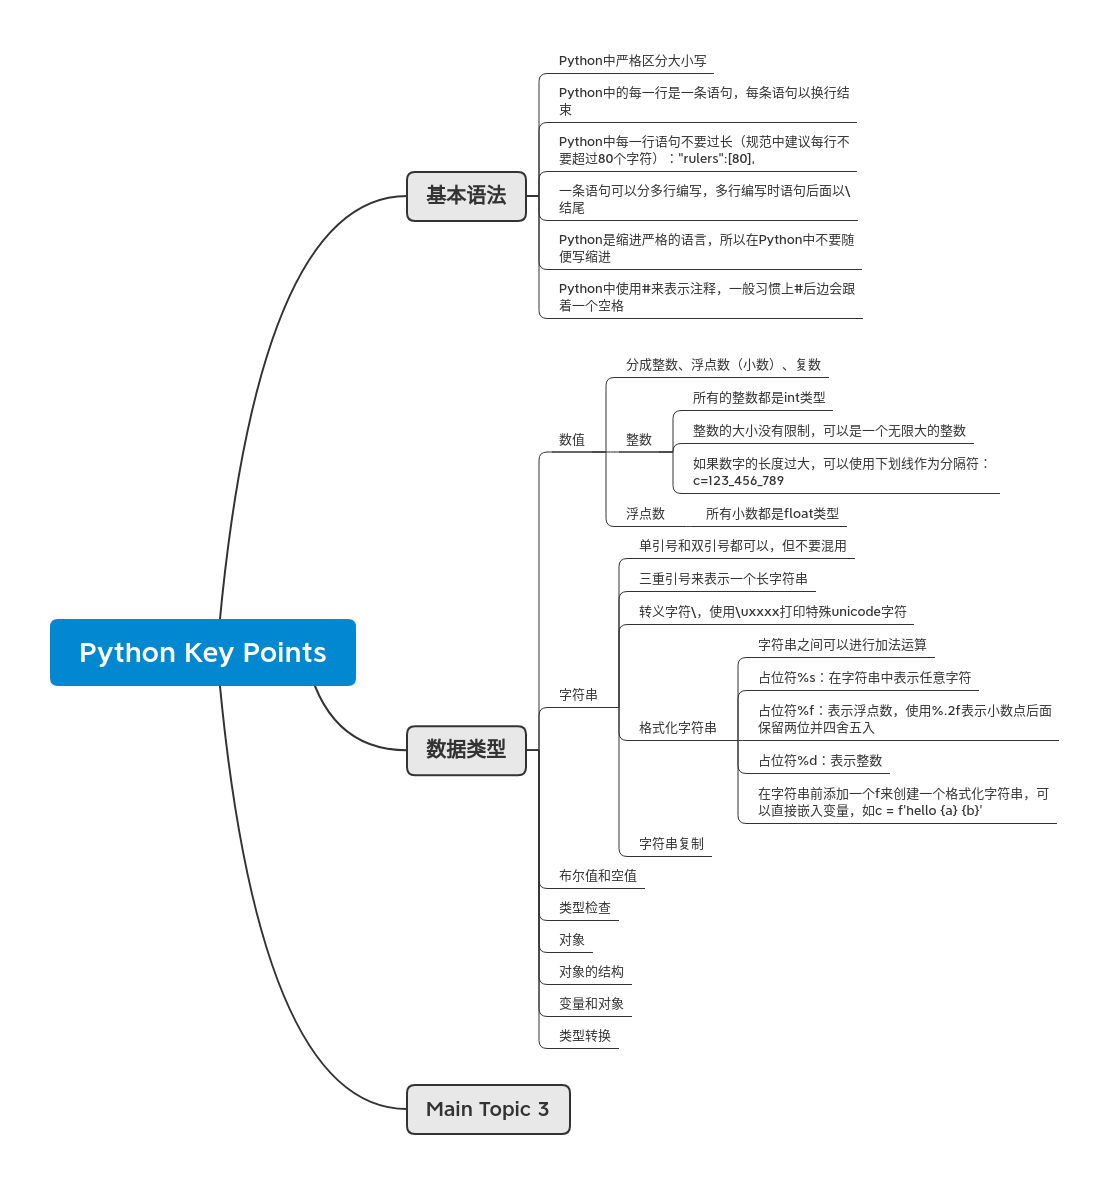 Python Key Points
基本语法
Python中严格区分大小写
Python中的每一行是一条语句，每条语句以换行结
束
Python中每一行语句不要过长（规范中建议每行不
要超过80个字符）："rulers":[80],
一条语句可以分多行编写，多行编写时语句后面以\
结尾
Python是缩进严格的语言，所以在Python中不要随
便写缩进
Python中使用#来表示注释，一般习惯上#后边会跟
着一个空格
数据类型
数值
分成整数、浮点数（小数）、复数
整数
所有的整数都是int类型
整数的大小没有限制，可以是一个无限大的整数
如果数字的长度过大，可以使用下划线作为分隔符：
c=123_456_789
浮点数
所有小数都是float类型
字符串
单引号和双引号都可以，但不要混用
三重引号来表示一个长字符串
转义字符\，使用\uxxxx打印特殊unicode字符
格式化字符串
字符串之间可以进行加法运算
占位符%s：在字符串中表示任意字符
占位符%f：表示浮点数，使用%.2f表示小数点后面
保留两位并四舍五入
占位符%d：表示整数
在字符串前添加一个f来创建一个格式化字符串，可
以直接嵌入变量，如c = f'hello {a} {b}'
字符串复制
布尔值和空值
类型检查
对象
对象的结构
变量和对象
类型转换
Main Topic 3